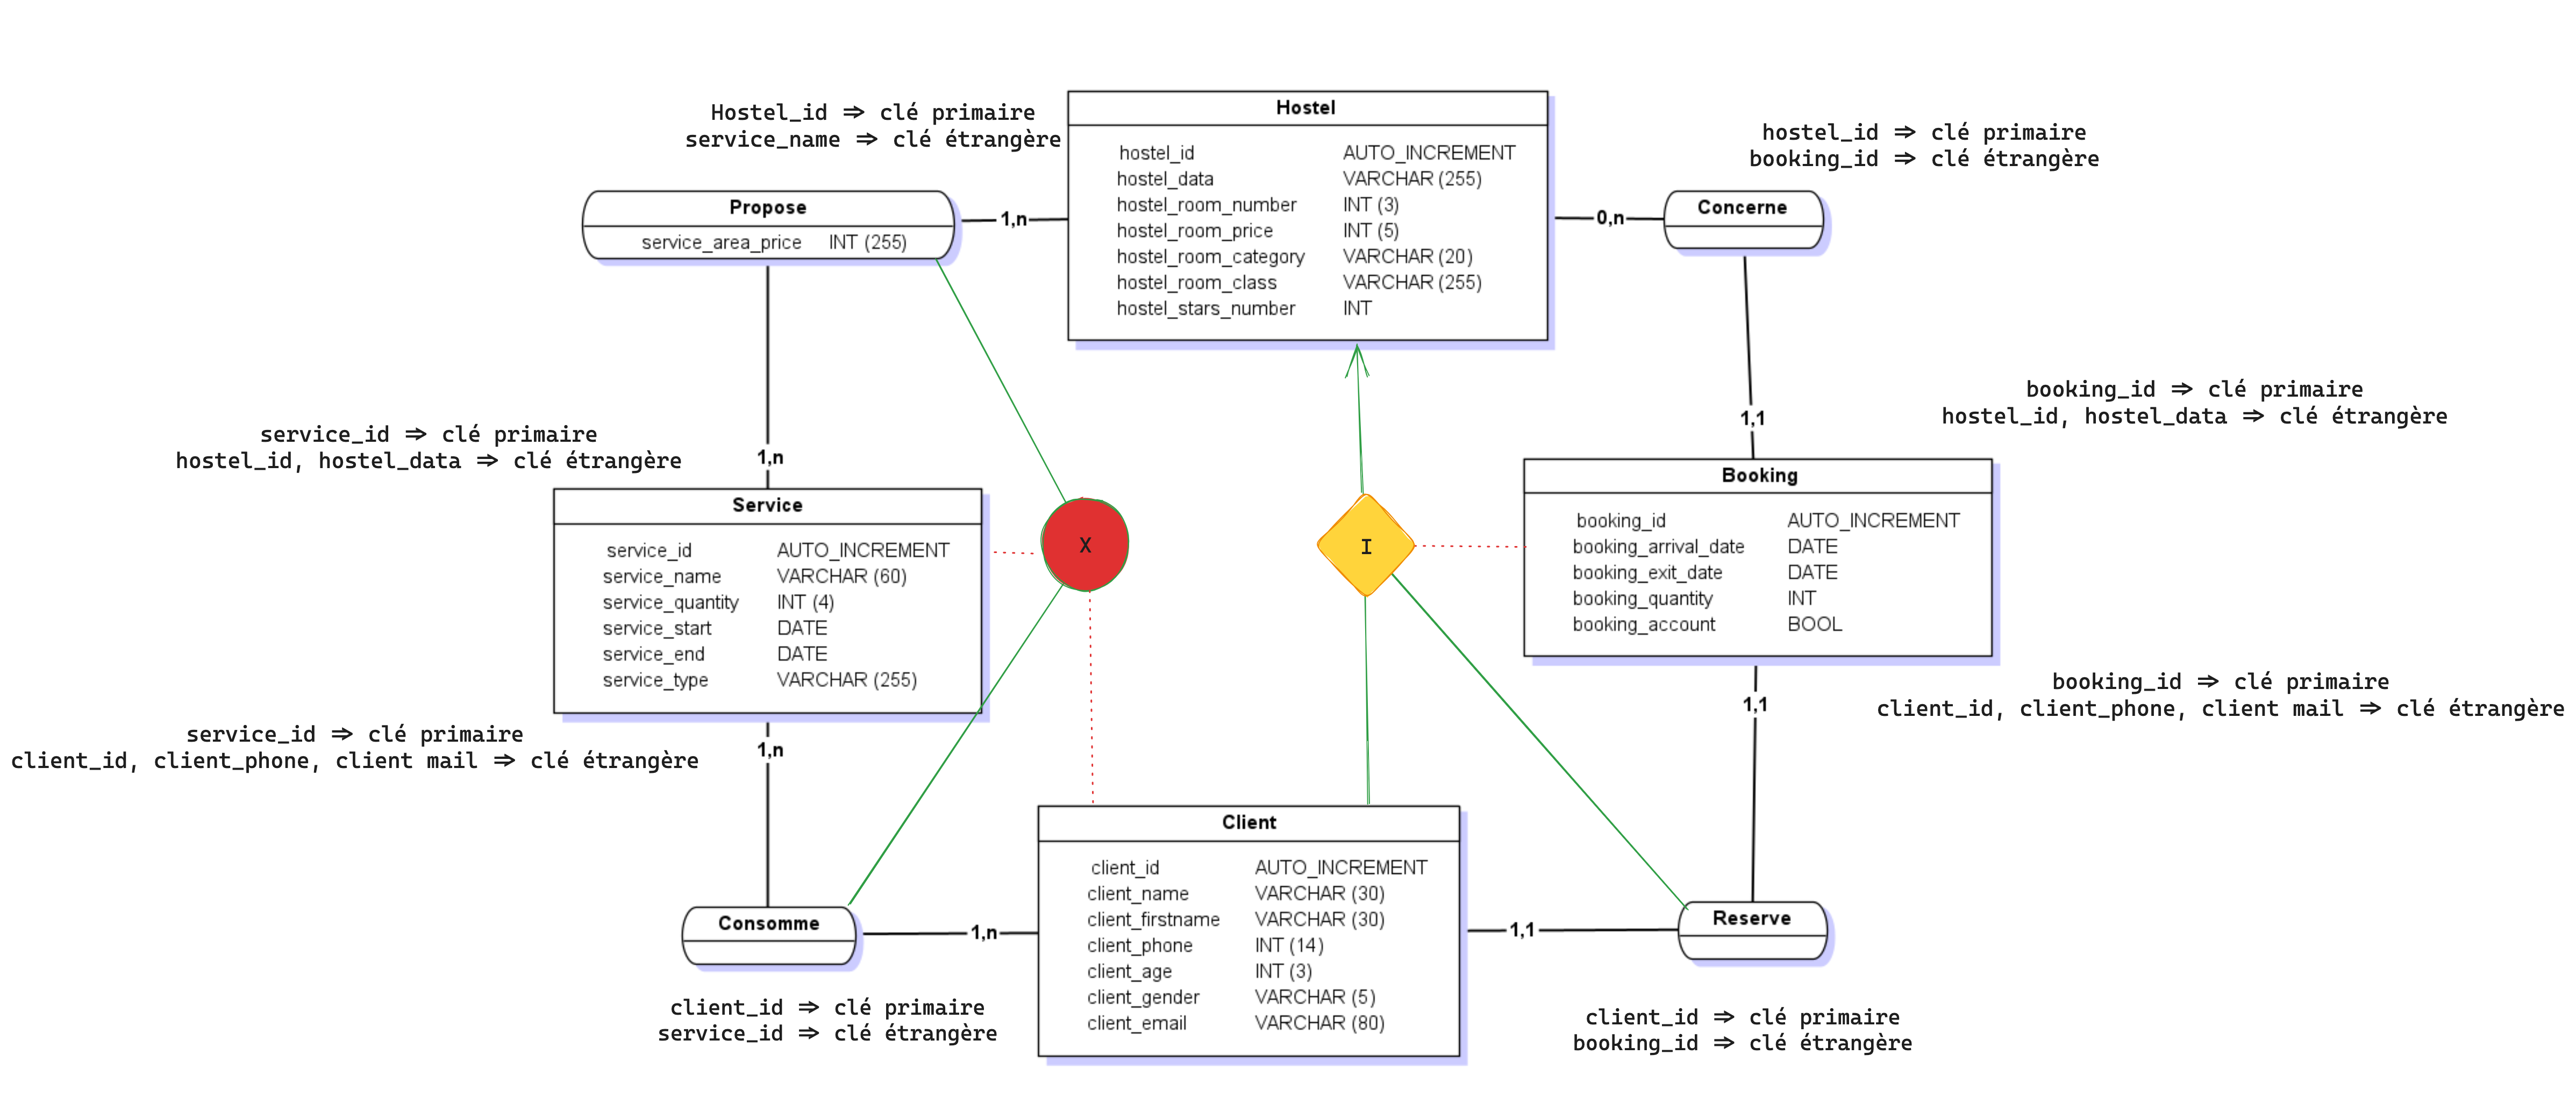 Hostel_id ⇒ clé primaire
service_name ⇒ clé étrangère
Hostel
hostel_id AUTO_INCREMENT
hostel_data VARCHAR (255)
hostel_room_number INT (3)
hostel_room_price INT (5)
hostel_room_category VARCHAR (20)
hostel_room_class VARCHAR (255)
hostel_stars_number INT
hostel_id ⇒ clé primaire
booking_id ⇒ clé étrangère
Propose
service_area_price INT (255)
1,n
0,n
Concerne
1,n
1,1
service_id ⇒ clé primaire
hostel_id, hostel_data ⇒ clé étrangère
booking_id ⇒ clé primaire
hostel_id, hostel_data ⇒ clé étrangère
Service
service_id AUTO_INCREMENT
service_name VARCHAR (60)
service_quantity INT (4)
service_start DATE
service_end DATE
service_type VARCHAR (255)
X
I
Booking
booking_id AUTO_INCREMENT
booking_arrival_date DATE
booking_exit_date DATE
booking_quantity INT
booking_account BOOL
1,n
1,1
service_id ⇒ clé primaire
client_id, client_phone, client mail ⇒ clé étrangère
booking_id ⇒ clé primaire
client_id, client_phone, client mail ⇒ clé étrangère
Client
client_id AUTO_INCREMENT
client_name VARCHAR (30)
client_firstname VARCHAR (30)
client_phone INT (14)
client_age INT (3)
client_gender VARCHAR (5)
client_email VARCHAR (80)
Consomme
1,n
1,1
Reserve
client_id ⇒ clé primaire
service_id ⇒ clé étrangère
client_id ⇒ clé primaire
booking_id ⇒ clé étrangère